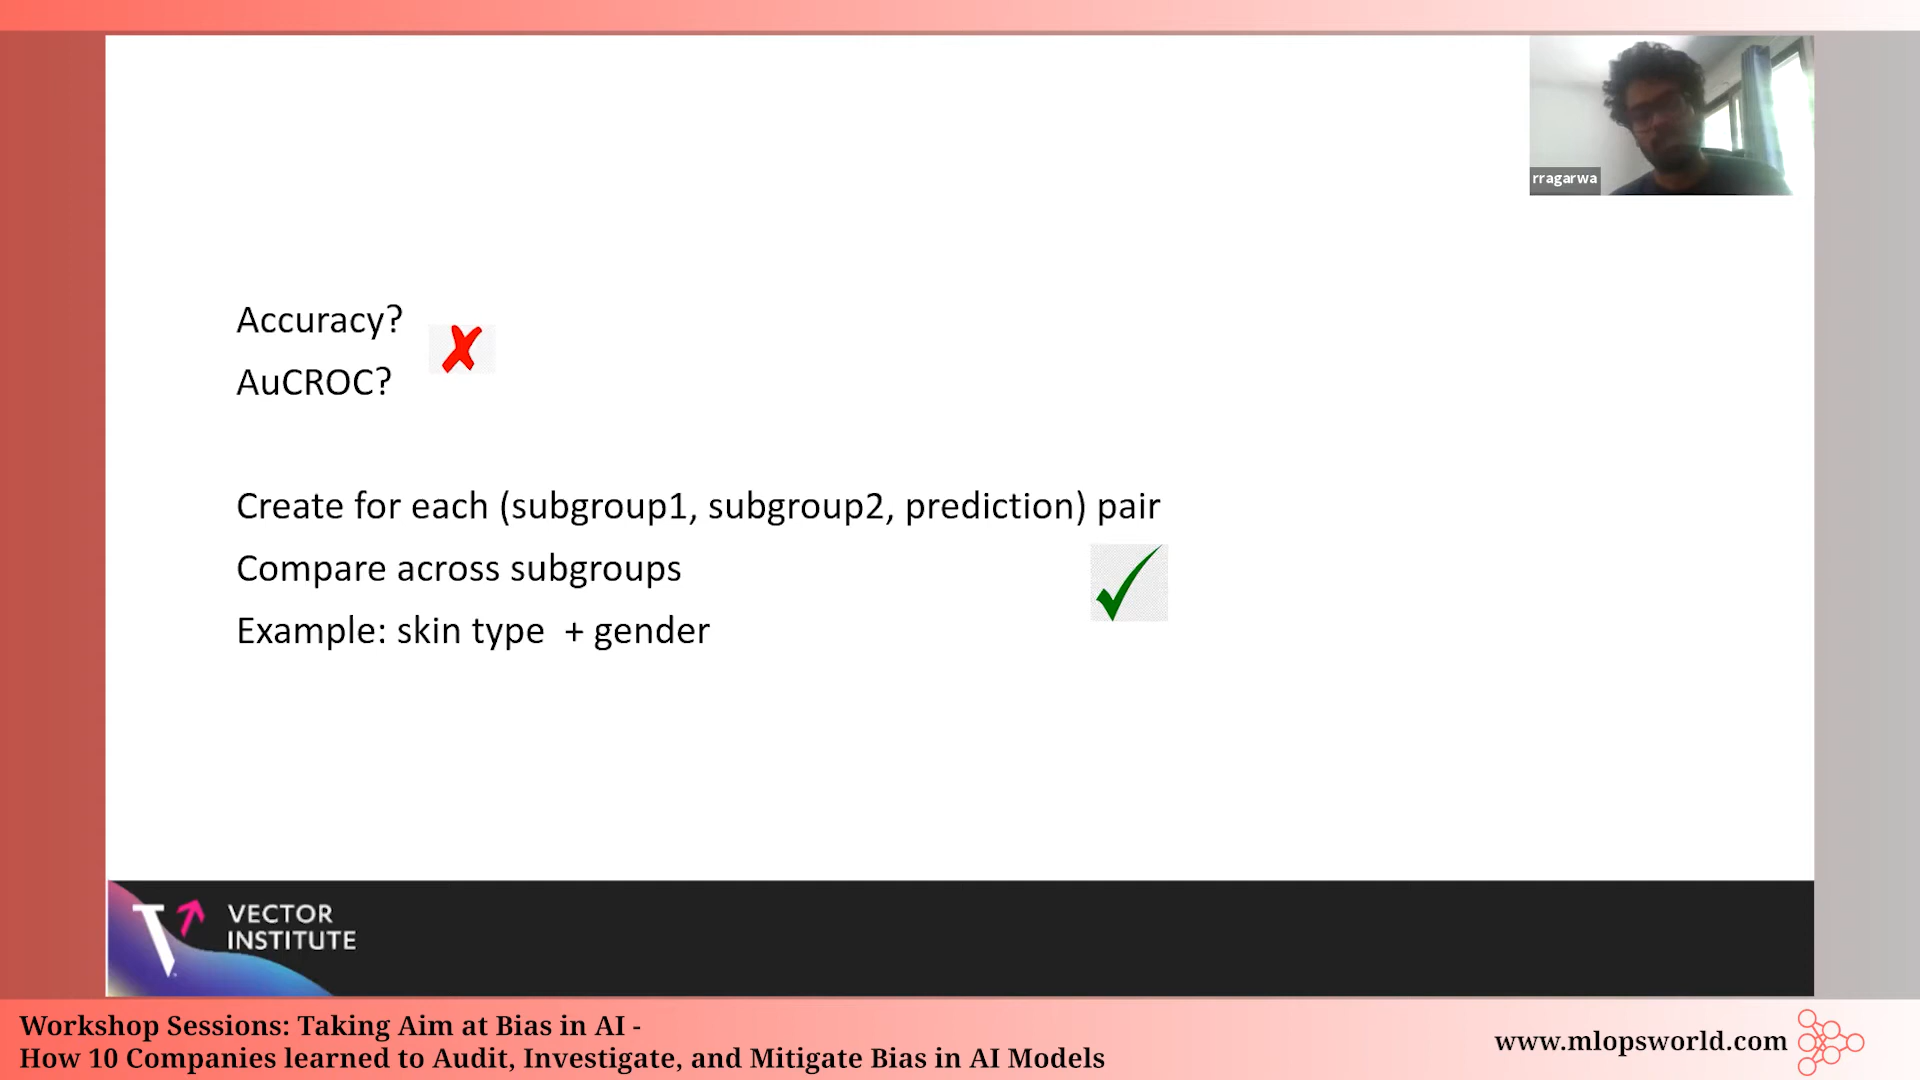 rragarwa
Accuracy?
AuCROC?
Create for each (subgroup1, subgroup2, prediction) pair
Compare across subgroups
Example: skin type + gender
VECTOR
INSTITUTE
Workshop Sessions: Taking Aim at Bias in AI -
How 10 Companies learned to Audit, Investigate, and Mitigate Bias in AI Models
www.mlopsworld.com